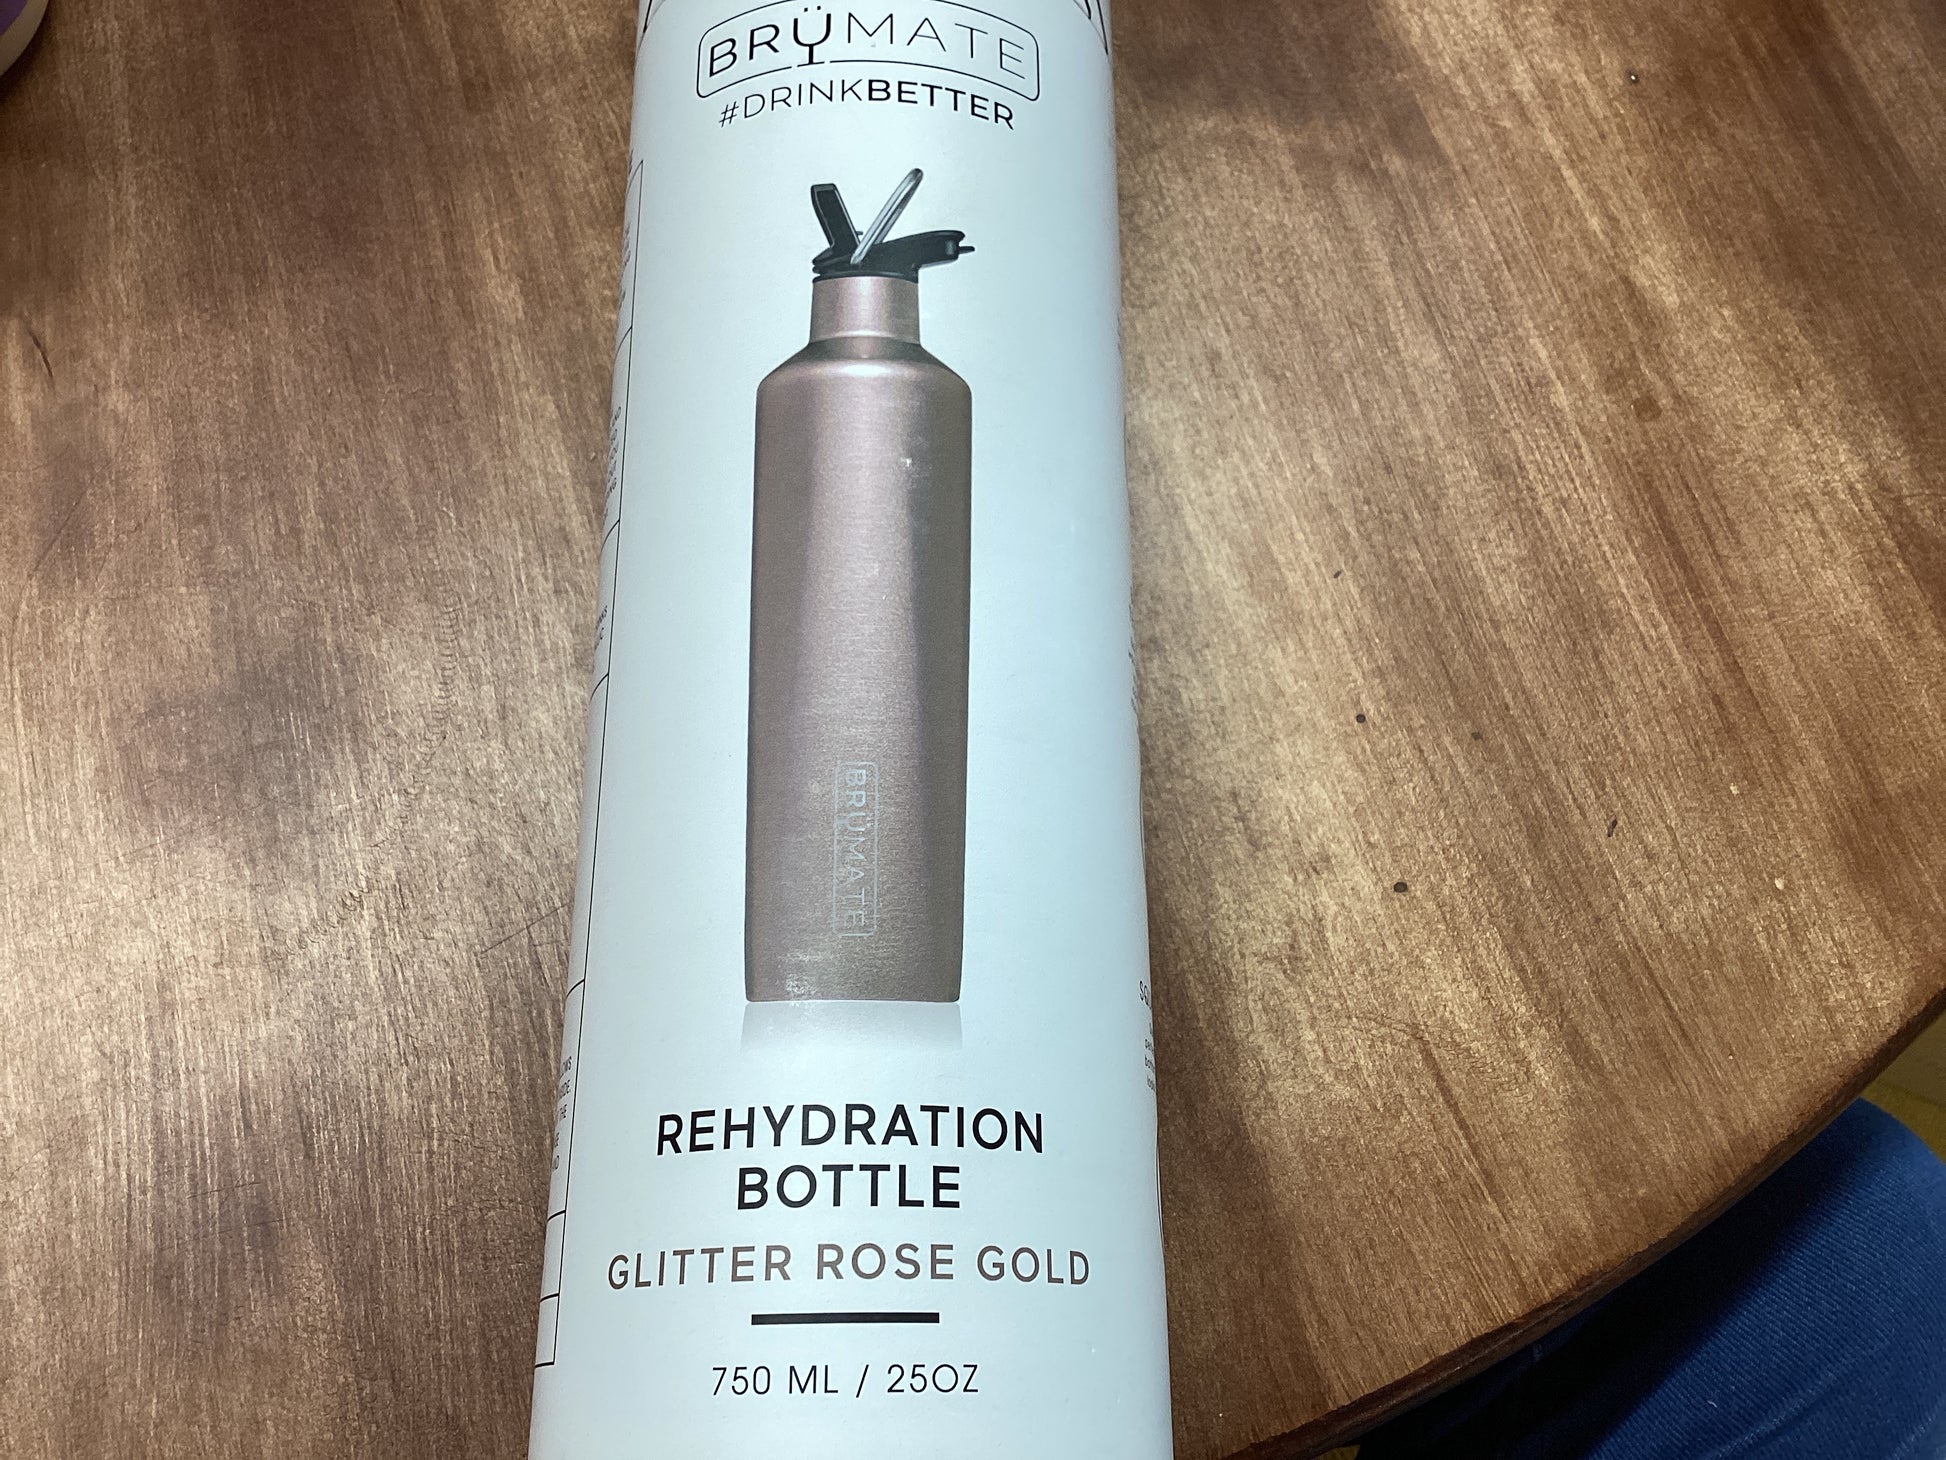 BRÜMATE
#DRINKBETTER
BRÜMATE
REHYDRATION
BOTTLE
GLITTER ROSE GOLD
750 ML / 25OZ